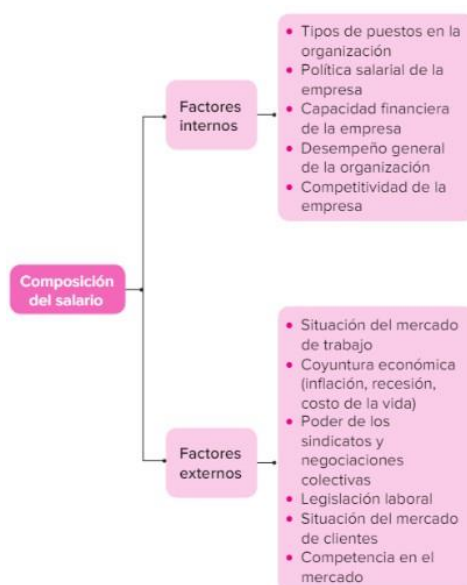 Composición
del salario
Factores
internos
• Tipos de puestos en la
organización
• Política salarial de la
empresa
• Capacidad financiera
de la empresa
• Desempeño general
de la organización
• Competitividad de la
empresa
Factores
externos
• Situación del mercado
de trabajo
• Coyuntura económica
(inflación, recesión,
costo de la vida)
• Poder de los
sindicatos y
negociaciones
colectivas
• Legislación laboral
• Situación del mercado
de clientes
• Competencia en el
mercado